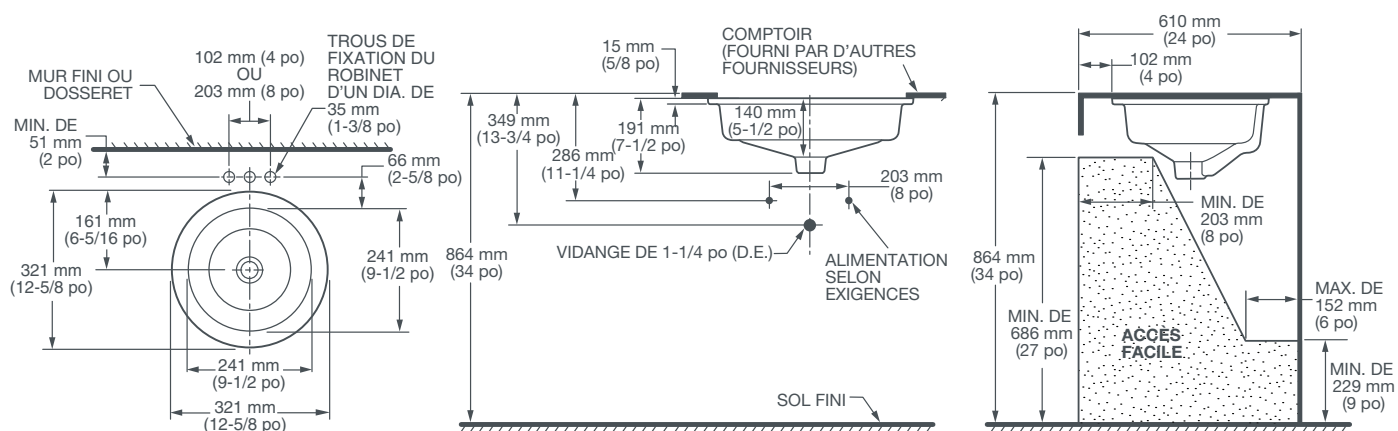 MUR FINI OU
DOSSERET
102 mm (4 po)
OU
203 mm (8 po)
TROUS DE
FIXATION DU
ROBINET
D'UN DIA. DE
35 mm
(1-3/8 po)
MIN. DE
51 mm
(2 po)
66 mm
(2-5/8 po)
161 mm
(6-5/16 po)
321 mm
(12-5/8 po)
241 mm
(9-1/2 po)
241 mm
(9-1/2 po)
321 mm
(12-5/8 po)
15 mm
(5/8 po)
COMPTOIR
(FOURNI PAR D'AUTRES
FOURNISSEURS)
349 mm
(13-3/4 po)
286 mm
(11-1/4 po)
191 mm
(7-1/2 po)
140 mm
(5-1/2 po)
203 mm
(8 po)
864 mm
(34 po)
VIDANGE DE 1-1/4 po (D.E.)
ALIMENTATION
SELON
EXIGENCES
SOL FINI
610 mm
(24 po)
102 mm
(4 po)
864 mm
(34 po)
MIN. DE
203 mm
(8 po)
MIN. DE
686 mm
(27 po)
ACCÈS
FACILE
MAX. DE
152 mm
(6 po)
MIN. DE
229 mm
(9 po)